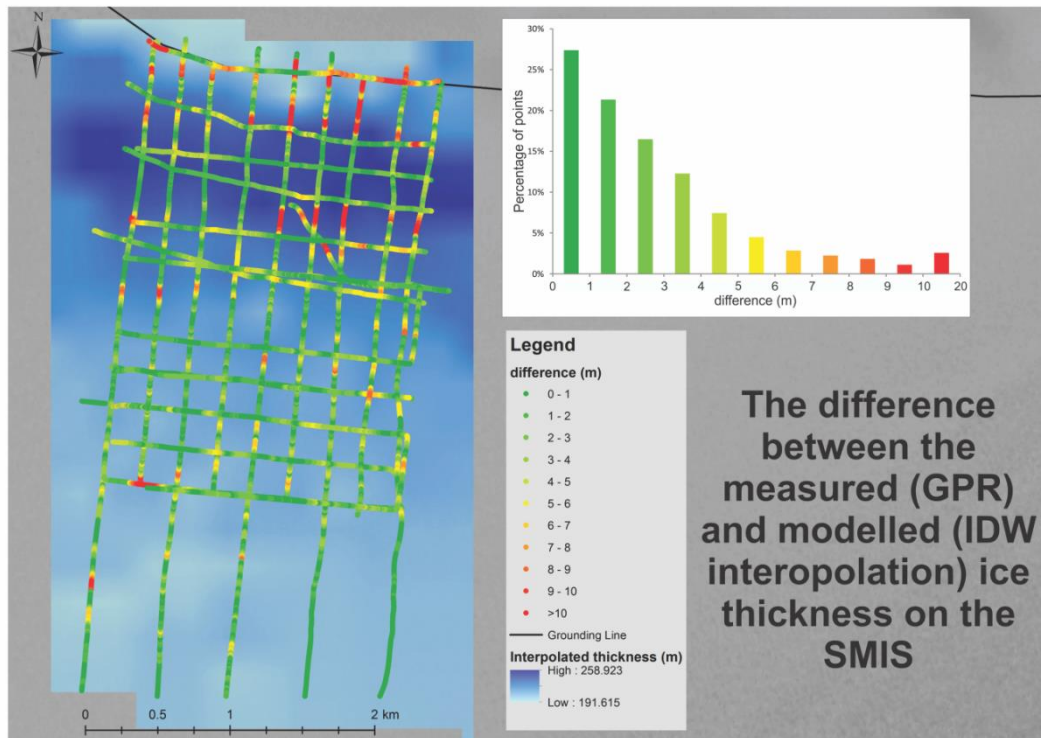 N
30%
25%
20%
15%
10%
5%
0%
Percentage of points
0 1 2 3 4 5 6 7 8 9 10 20
difference (m)
Legend
difference (m)
0 - 1
1 - 2
2 - 3
3 - 4
4 - 5
5 - 6
6 - 7
7 - 8
8 - 9
9 - 10
>10
Grounding Line
Interpolated thickness (m)
High : 258.923
Low : 191.615
The difference
between the
measured (GPR)
and modelled (IDW
interopolation) ice
thickness on the
SMIS
0 0.5 1 2 km